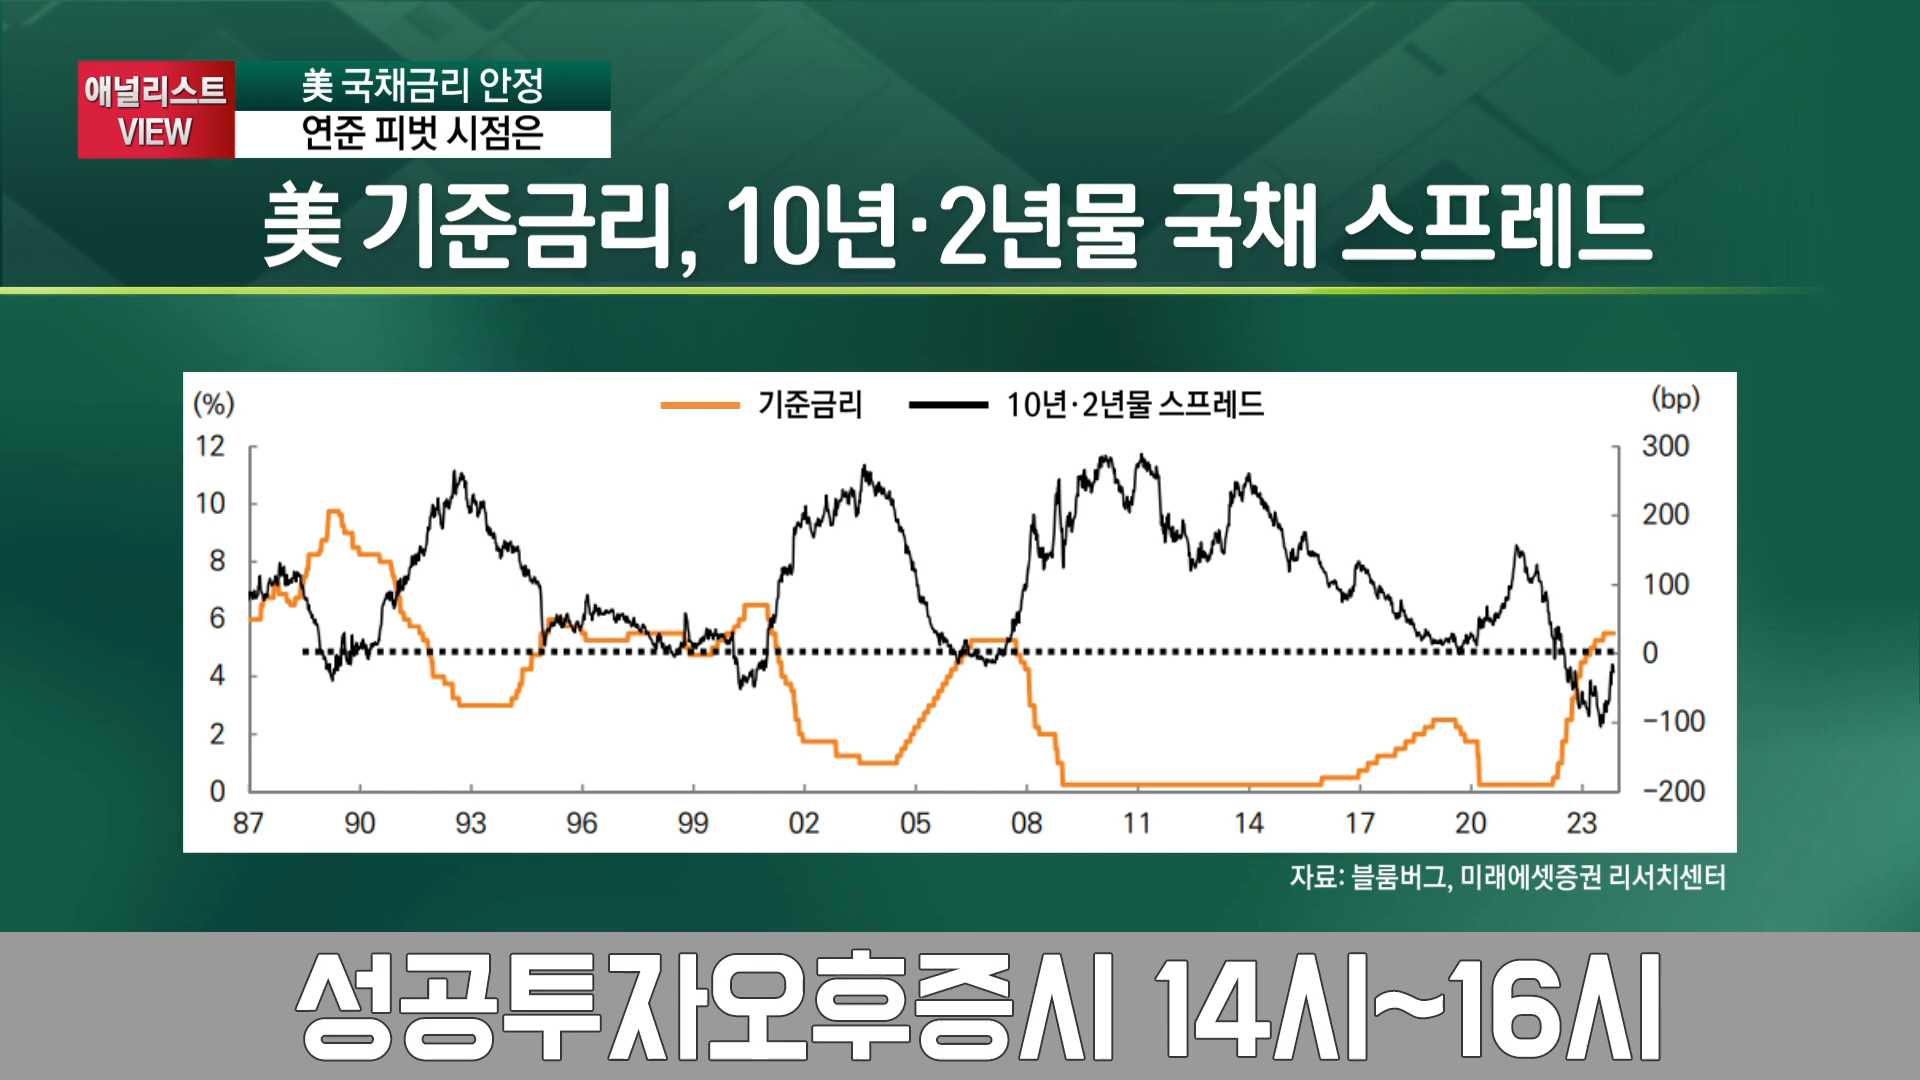 애널리스트
VIEW
美 국채금리 안정
연준 피벗 시점은
美 기준금리, 10년·2년물 국채 스프레드
(%)
기준금리
10년·2년물 스프레드
(bp)
12
10
8
6
4
2
0
300
200
100
0
-100
-200
87 90 93 96 99 02 05 08 11 14 17 20 23
자료: 블룸버그, 미래에셋증권 리서치센터
성공투자오후증시 14시~16시